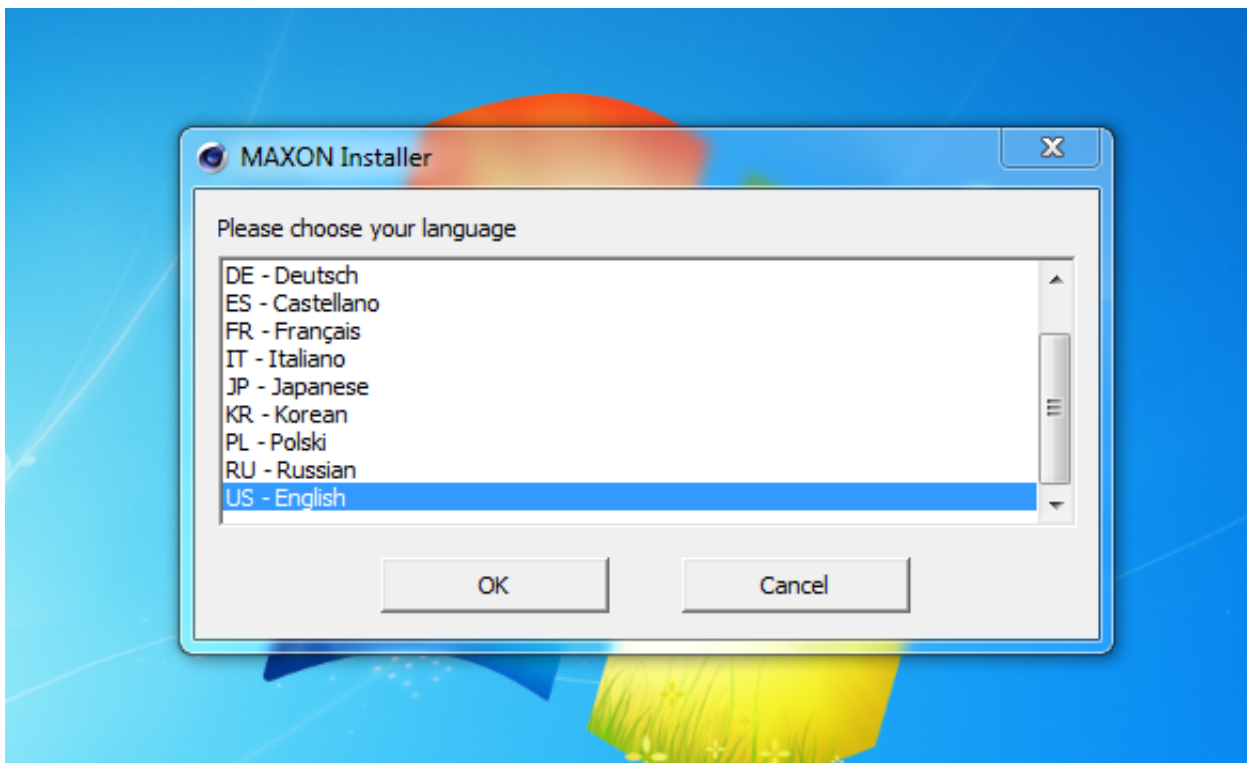 MAXON Installer
Please choose your language
DE - Deutsch
ES - Castellano
FR - Français
IT - Italiano
JP - Japanese
KR - Korean
PL - Polski
RU - Russian
US - English
OK
Cancel